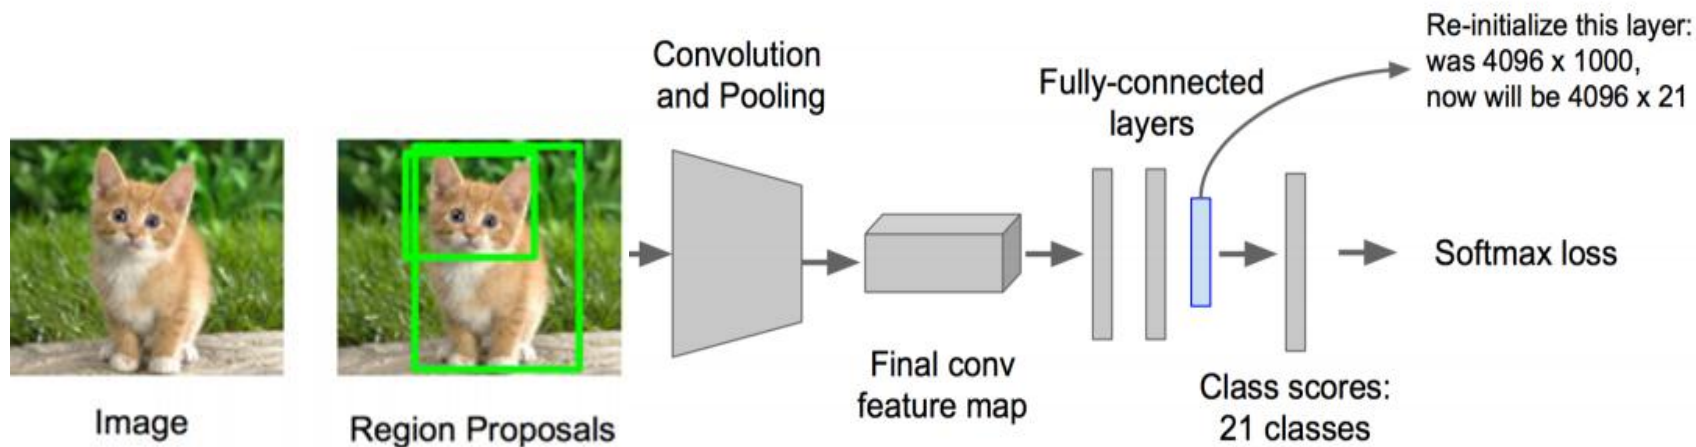 Image
Region Proposals
Convolution
and Pooling
Final conv
feature map
Fully-connected
layers
Re-initialize this layer:
was 4096 x 1000,
now will be 4096 x 21
Class scores:
21 classes
Softmax loss